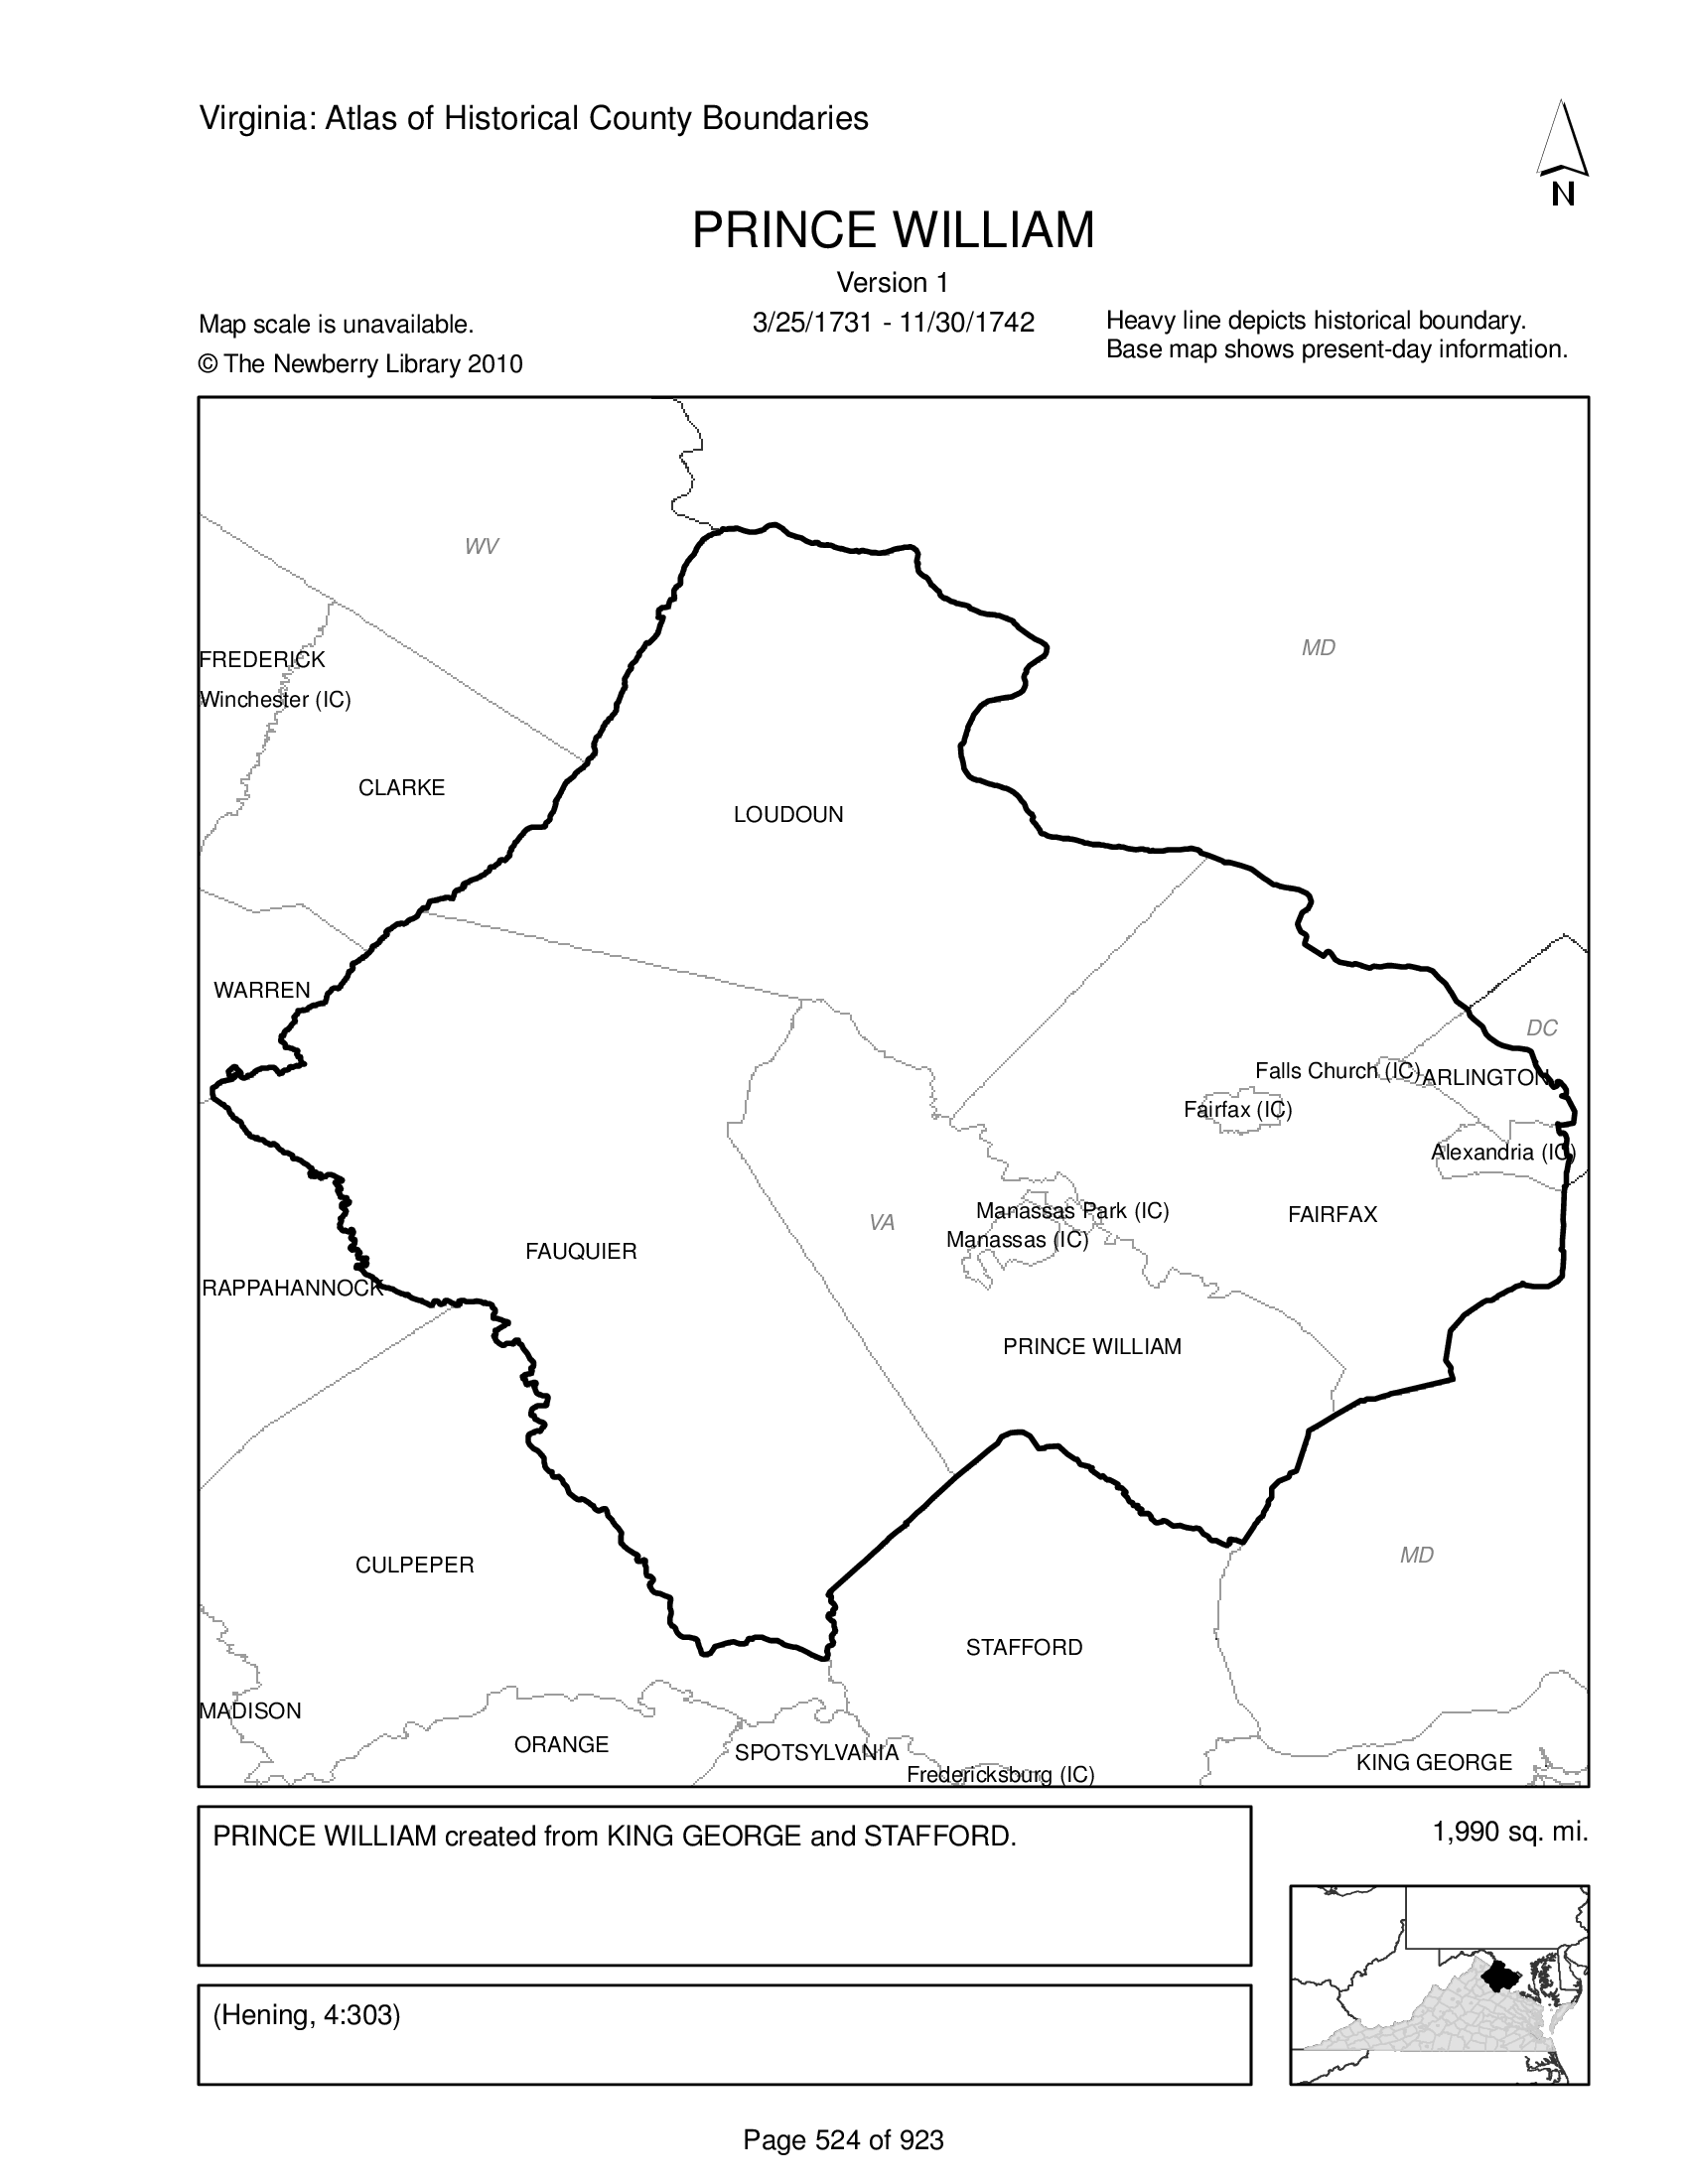 Virginia: Atlas of Historical County Boundaries
N
PRINCE WILLIAM
Version 1
3/25/1731 - 11/30/1742
Map scale is unavailable.
© The Newberry Library 2010
Heavy line depicts historical boundary.
Base map shows present-day information.
WV
MD
FREDERICK
Winchester (IC)
CLARKE
LOUDOUN
WARREN
DC
Falls Church (IC)
ARLINGTON
Fairfax (IC)
Alexandria (IC)
Manassas Park (IC)
VA
FAIRFAX
Manassas (IC)
FAUQUIER
RAPPAHANNOCK
PRINCE WILLIAM
MD
CULPEPER
STAFFORD
MADISON
ORANGE
SPOTSYLVANIA
KING GEORGE
Fredericksburg (IC)
PRINCE WILLIAM created from KING GEORGE and STAFFORD.
1,990 sq. mi.
(Hening, 4:303)
Page 524 of 923